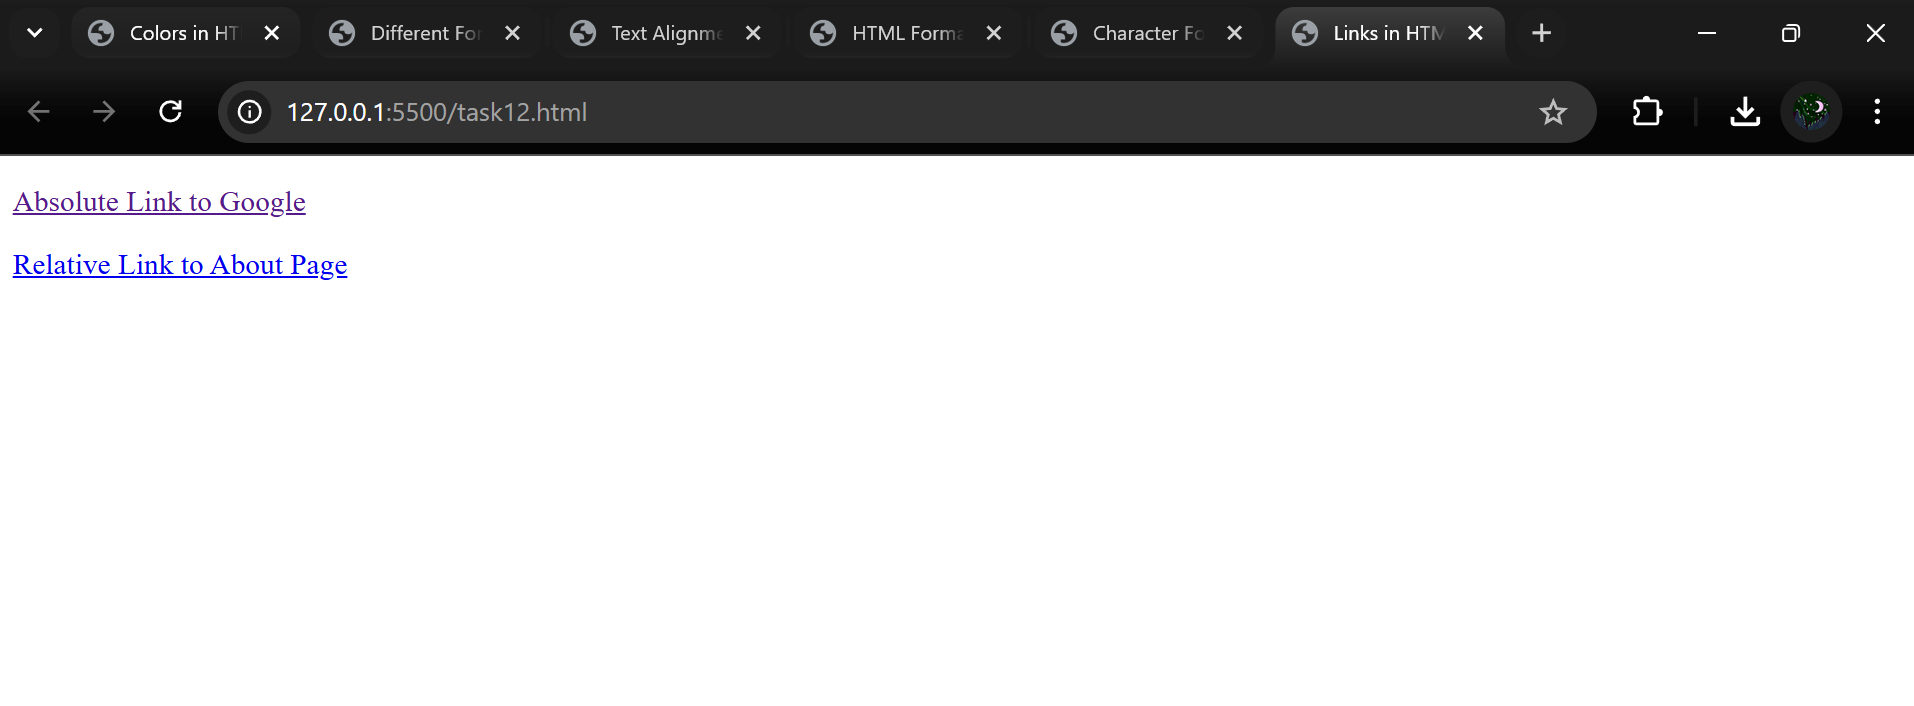 Colors in HT
Different For
Text Alignme
HTML Forma
Character Fo
Links in HTM
127.0.0.1:5500/task12.html
Absolute Link to Google
Relative Link to About Page